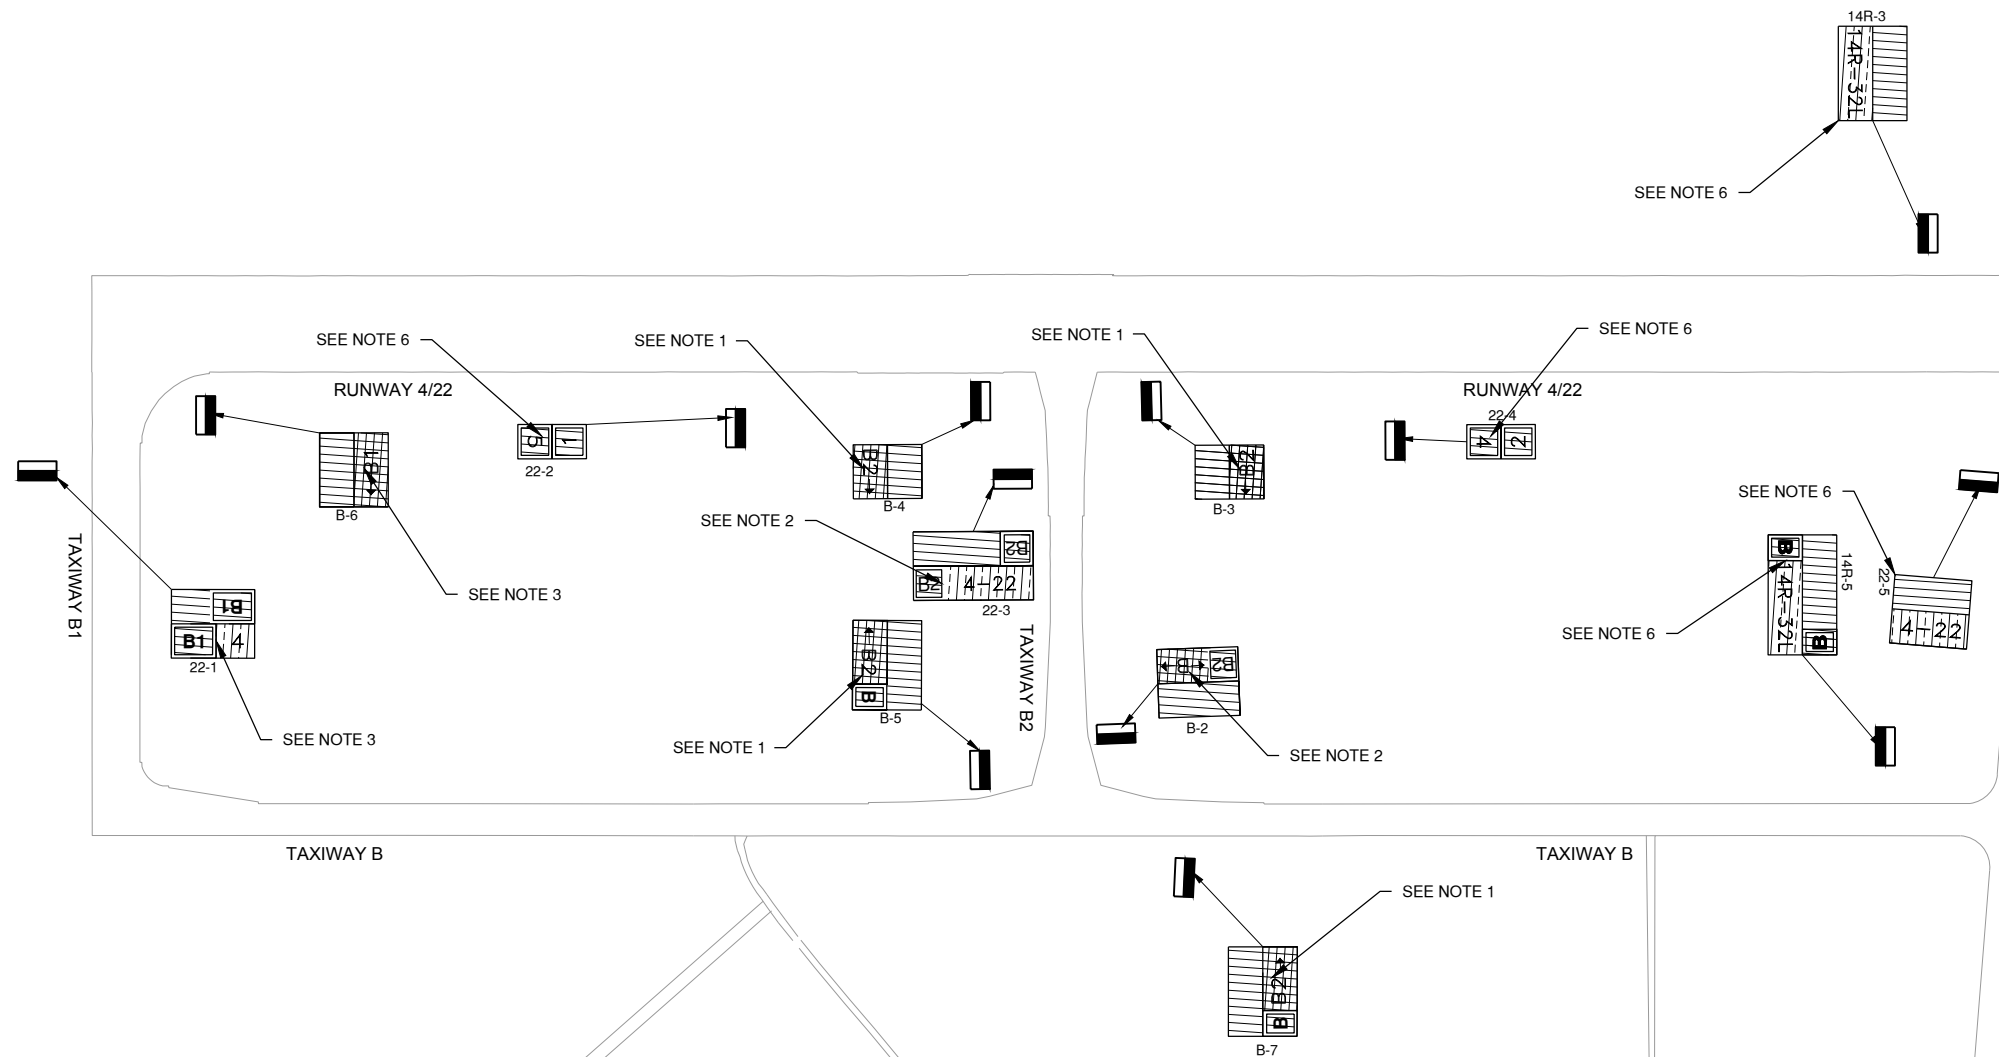 14R-3
14R-32L
SEE NOTE 6
SEE NOTE 6
SEE NOTE 1
SEE NOTE 1
SEE NOTE 6
RUNWAY 4/22
RUNWAY 4/22
22-4
5 1
22-2
4 2
B1
B-6
B2
B-4
B2
B-3
SEE NOTE 2
SEE NOTE 6
TAXIWAY B1
B2
B2 4-22
22-3
SEE NOTE 3
B1
B1 4
22-1
B
14R-32L
B
14R-5
22-5
4-22
SEE NOTE 6
TAXIWAY B2
B2
B
B-5
B B2
B-2
SEE NOTE 3
SEE NOTE 1
SEE NOTE 2
TAXIWAY B
TAXIWAY B
SEE NOTE 1
B2
B
B-7